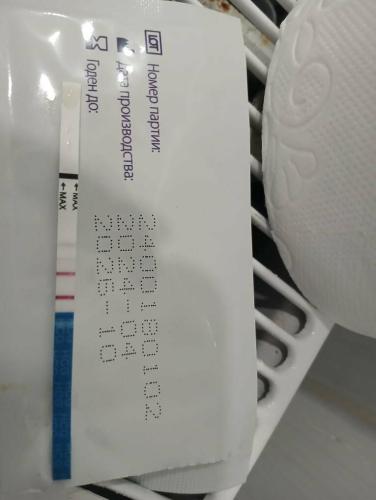 LOT Номер партии: 2400180102
Дата производства: 2024-04
Годен до: 2026-10
← MAX
← MAX